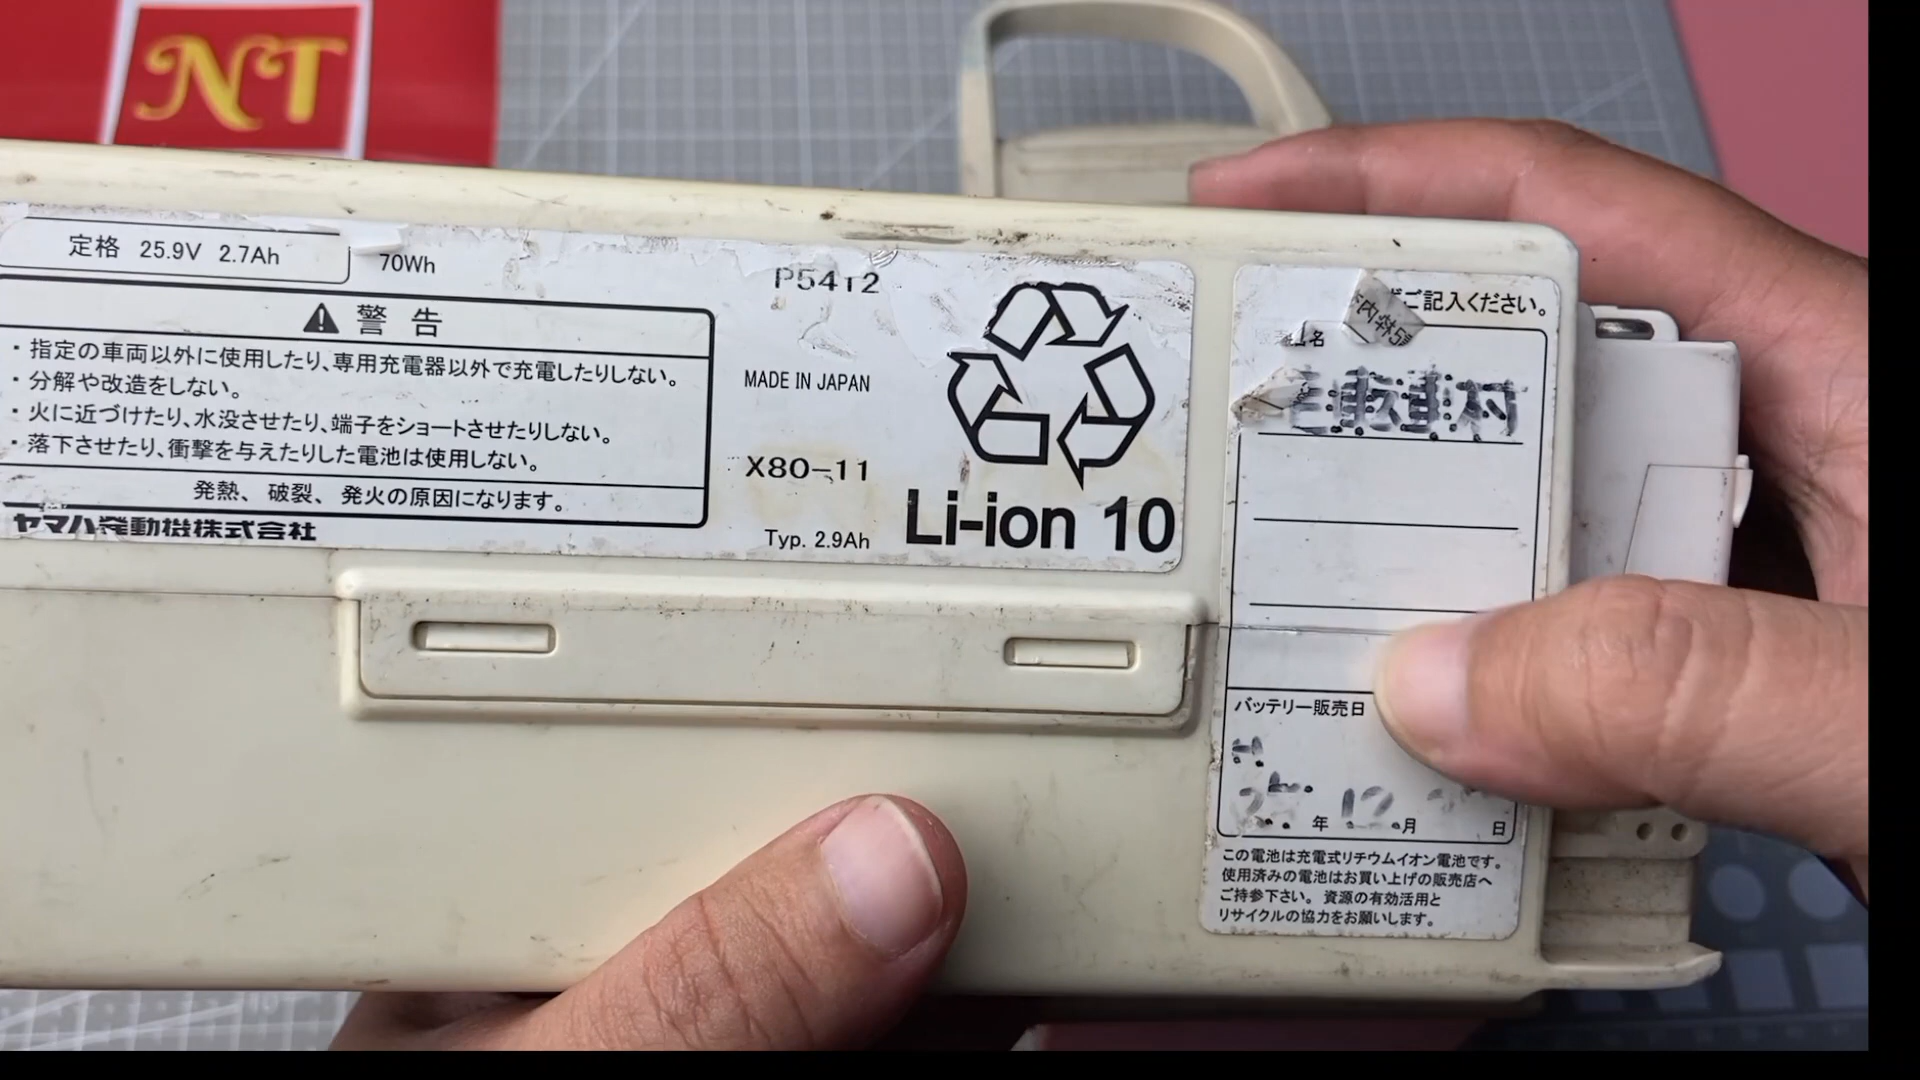 NT
定格 25.9V 2.7Ah
70Wh
警告
・指定の車両以外に使用したり、専用充電器以外で充電したりしない。
・分解や改造をしない。
・火に近づけたり、水没させたり、端子をショートさせたりしない。
・落下させたり、衝撃を与えたりした電池は使用しない。
発熱、破裂、発火の原因になります。
ヤマハ発動機株式会社
P5412
MADE IN JAPAN
X80-11
Typ. 2.9Ah
Li-ion 10
ご記入ください。
名
バッテリー販売日
H
年 12 月 日
この電池は充電式リチウムイオン電池です。
使用済みの電池はお買い上げの販売店へ
ご持参下さい。資源の有効活用と
リサイクルの協力をお願いします。